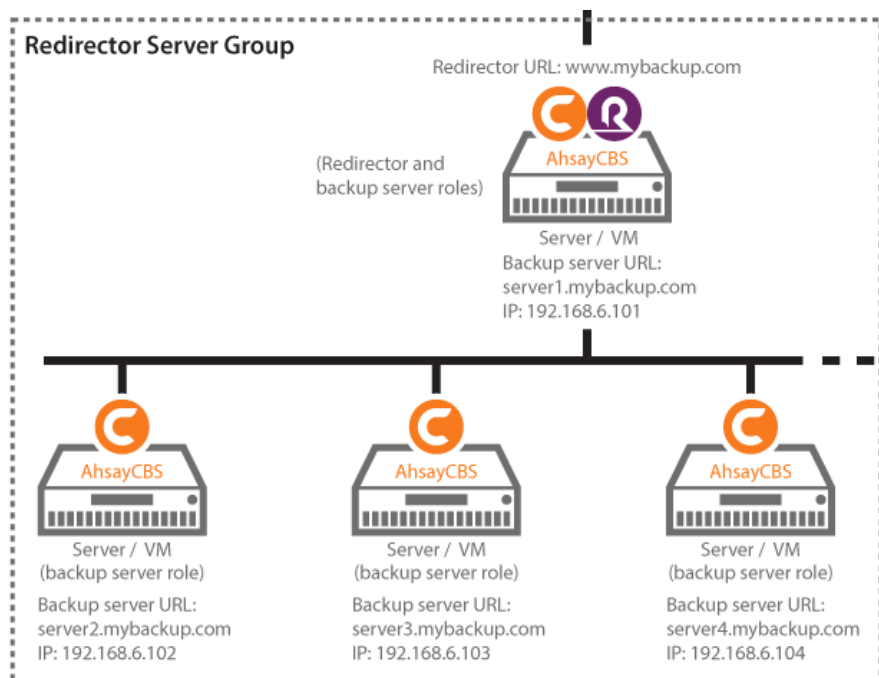 Redirector Server Group
Redirector URL: www.mybackup.com
C R
AhsayCBS
(Redirector and
backup server roles)
Server / VM
Backup server URL:
server1.mybackup.com
IP: 192.168.6.101
C
AhsayCBS
Server / VM
(backup server role)
Backup server URL:
server2.mybackup.com
IP: 192.168.6.102
C
AhsayCBS
Server / VM
(backup server role)
Backup server URL:
server3.mybackup.com
IP: 192.168.6.103
C
AhsayCBS
Server / VM
(backup server role)
Backup server URL:
server4.mybackup.com
IP: 192.168.6.104